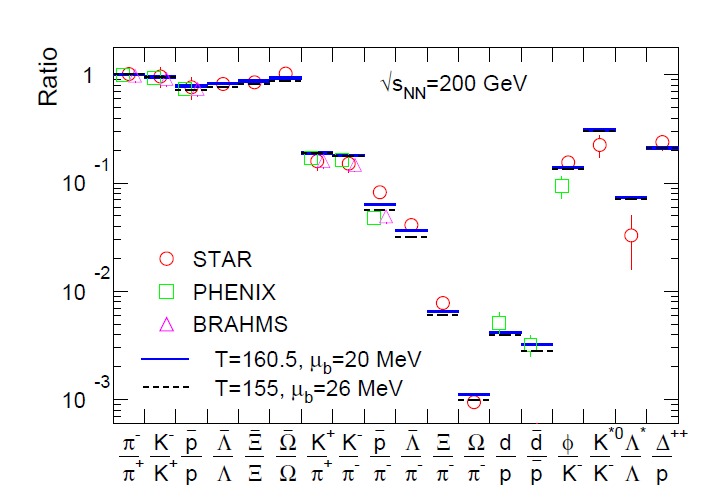 Ratio
√s_NN=200 GeV
1
10^-1
10^-2
10^-3
STAR
PHENIX
BRAHMS
T=160.5, μ_b=20 MeV
T=155, μ_b=26 MeV
π^- K^- p̄ Λ̄ Ξ̄ Ω̄ K^+ K^- p̄ Λ̄ Ξ Ω d d̄ ϕ K^*0 Λ̄^* Δ^++
π^+ K^+ p Λ Ξ Ω π^+ π^- π^- π^- π^- π^- p p̄ K^- K^- Λ p